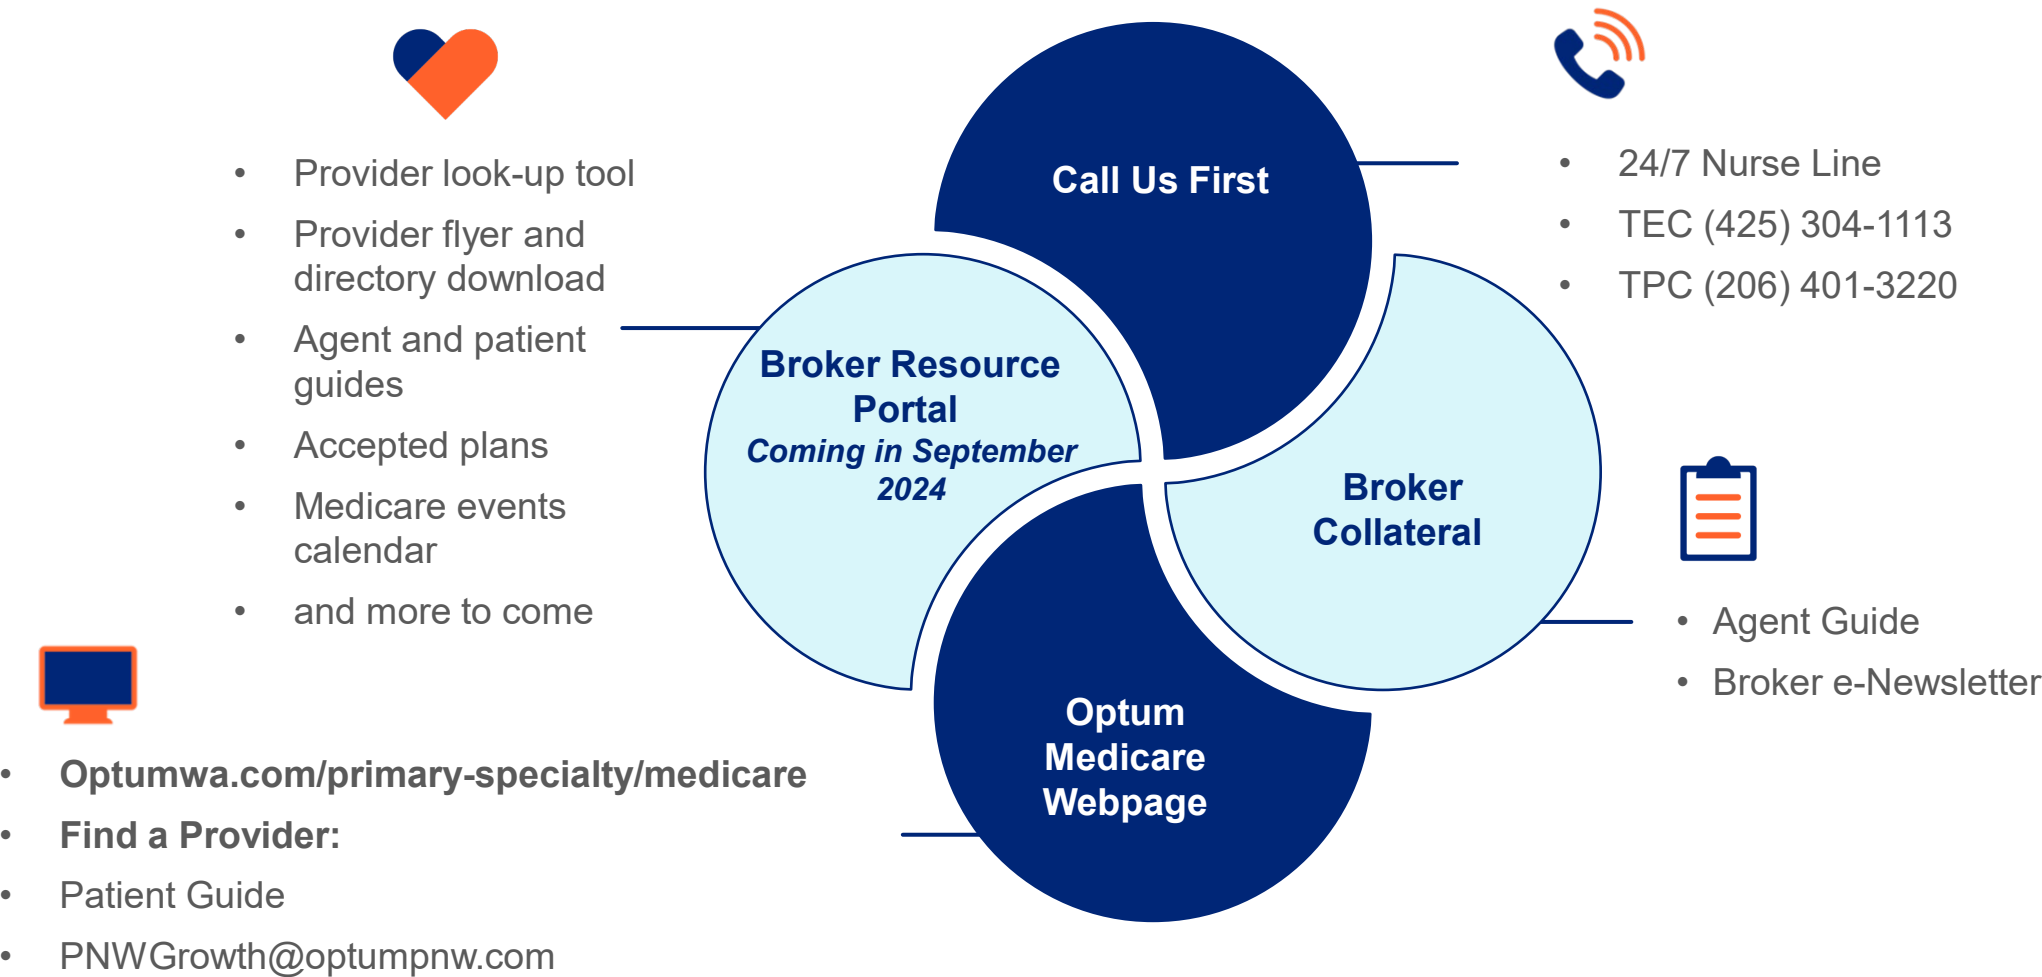 Call Us First
• 24/7 Nurse Line
• TEC (425) 304-1113
• TPC (206) 401-3220
• Provider look-up tool
• Provider flyer and
directory download
• Agent and patient
guides
• Accepted plans
• Medicare events
calendar
• and more to come
Broker Resource
Portal
Coming in September
2024
Broker
Collateral
• Agent Guide
• Broker e-Newsletter
Optum
Medicare
Webpage
• Optumwa.com/primary-specialty/medicare
• Find a Provider:
• Patient Guide
• PNWGrowth@optumpnw.com